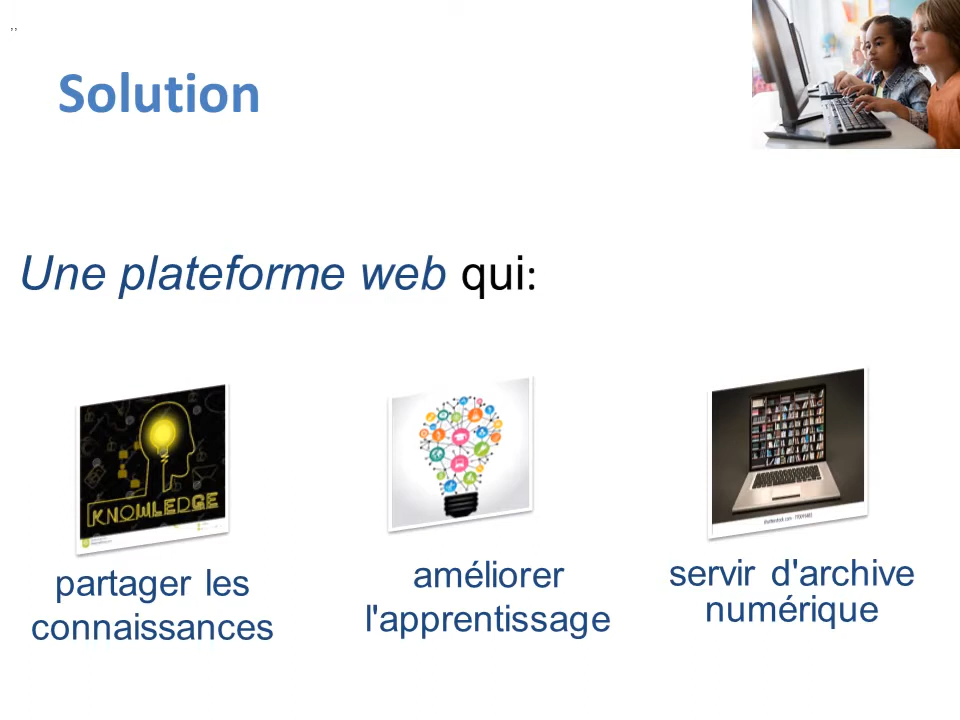 ,,
Solution
Une plateforme web qui:
KNOWLEDGE
partager les
connaissances
améliorer
l'apprentissage
servir d'archive
numérique